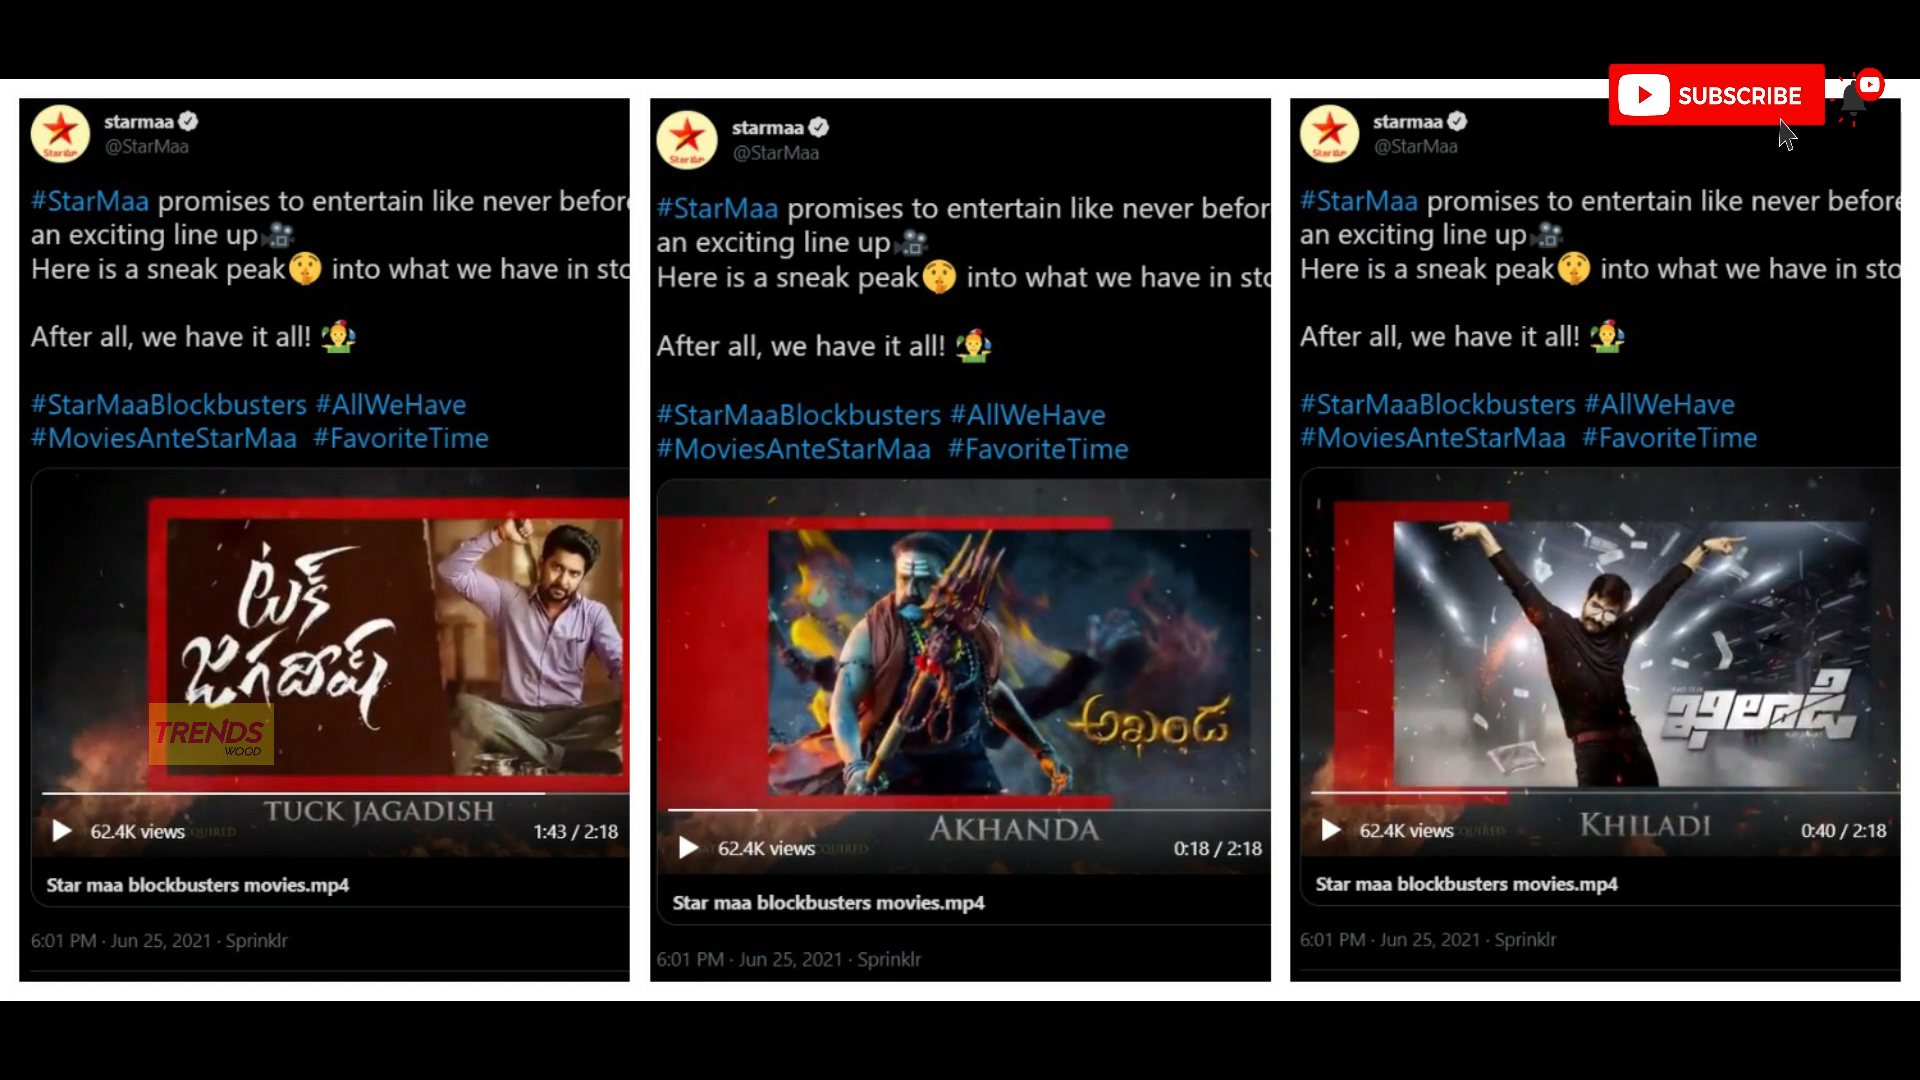 SUBSCRIBE
starmaa
@StarMaa
#StarMaa promises to entertain like never before
an exciting line up
Here is a sneak peak into what we have in sto
After all, we have it all!
#StarMaaBlockbusters #AllWeHave
#MoviesAnteStarMaa #FavoriteTime
టక్
జగదీష్
TRENDS
WOOD
TUCK JAGADISH
62.4K views
1:43 / 2:18
Star maa blockbusters movies.mp4
6:01 PM · Jun 25, 2021 · Sprinklr
starmaa
@StarMaa
#StarMaa promises to entertain like never befor
an exciting line up
Here is a sneak peak into what we have in sto
After all, we have it all!
#StarMaaBlockbusters #AllWeHave
#MoviesAnteStarMaa #FavoriteTime
అఖండ
AKHANDA
62.4K views QUIRED
0:18 / 2:18
Star maa blockbusters movies.mp4
6:01 PM · Jun 25, 2021 · Sprinklr
starmaa
@StarMaa
#StarMaa promises to entertain like never before
an exciting line up
Here is a sneak peak into what we have in sto
After all, we have it all!
#StarMaaBlockbusters #AllWeHave
#MoviesAnteStarMaa #FavoriteTime
ఖిలాడి
KHILADI
62.4K views
0:40 / 2:18
Star maa blockbusters movies.mp4
6:01 PM · Jun 25, 2021 · Sprinklr